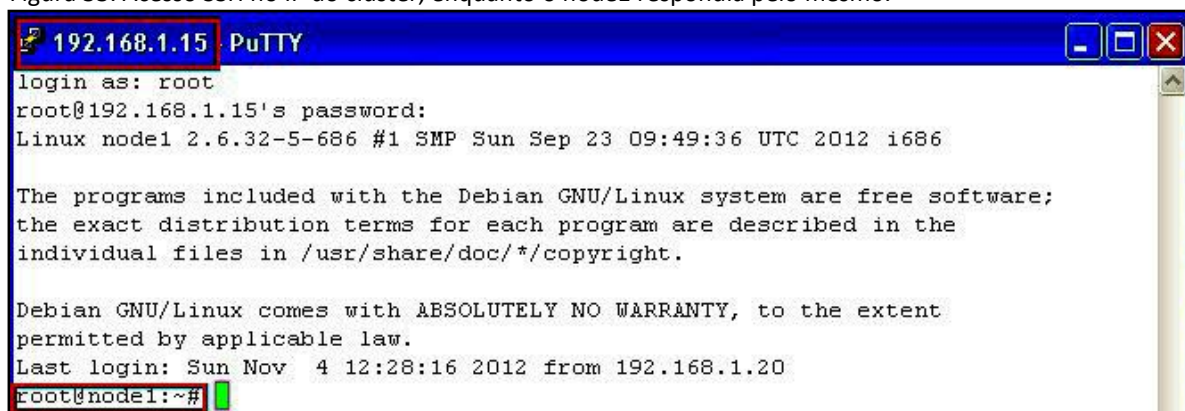 Figura 33: Acesso SSH no IP do cluster, enquanto o node1 respondia pelo mesmo.
192.168.1.15 - PuTTY
login as: root
root@192.168.1.15's password:
Linux node1 2.6.32-5-686 #1 SMP Sun Sep 23 09:49:36 UTC 2012 i686
The programs included with the Debian GNU/Linux system are free software;
the exact distribution terms for each program are described in the
individual files in /usr/share/doc/*/copyright.
Debian GNU/Linux comes with ABSOLUTELY NO WARRANTY, to the extent
permitted by applicable law.
Last login: Sun Nov  4 12:28:16 2012 from 192.168.1.20
root@node1:~#